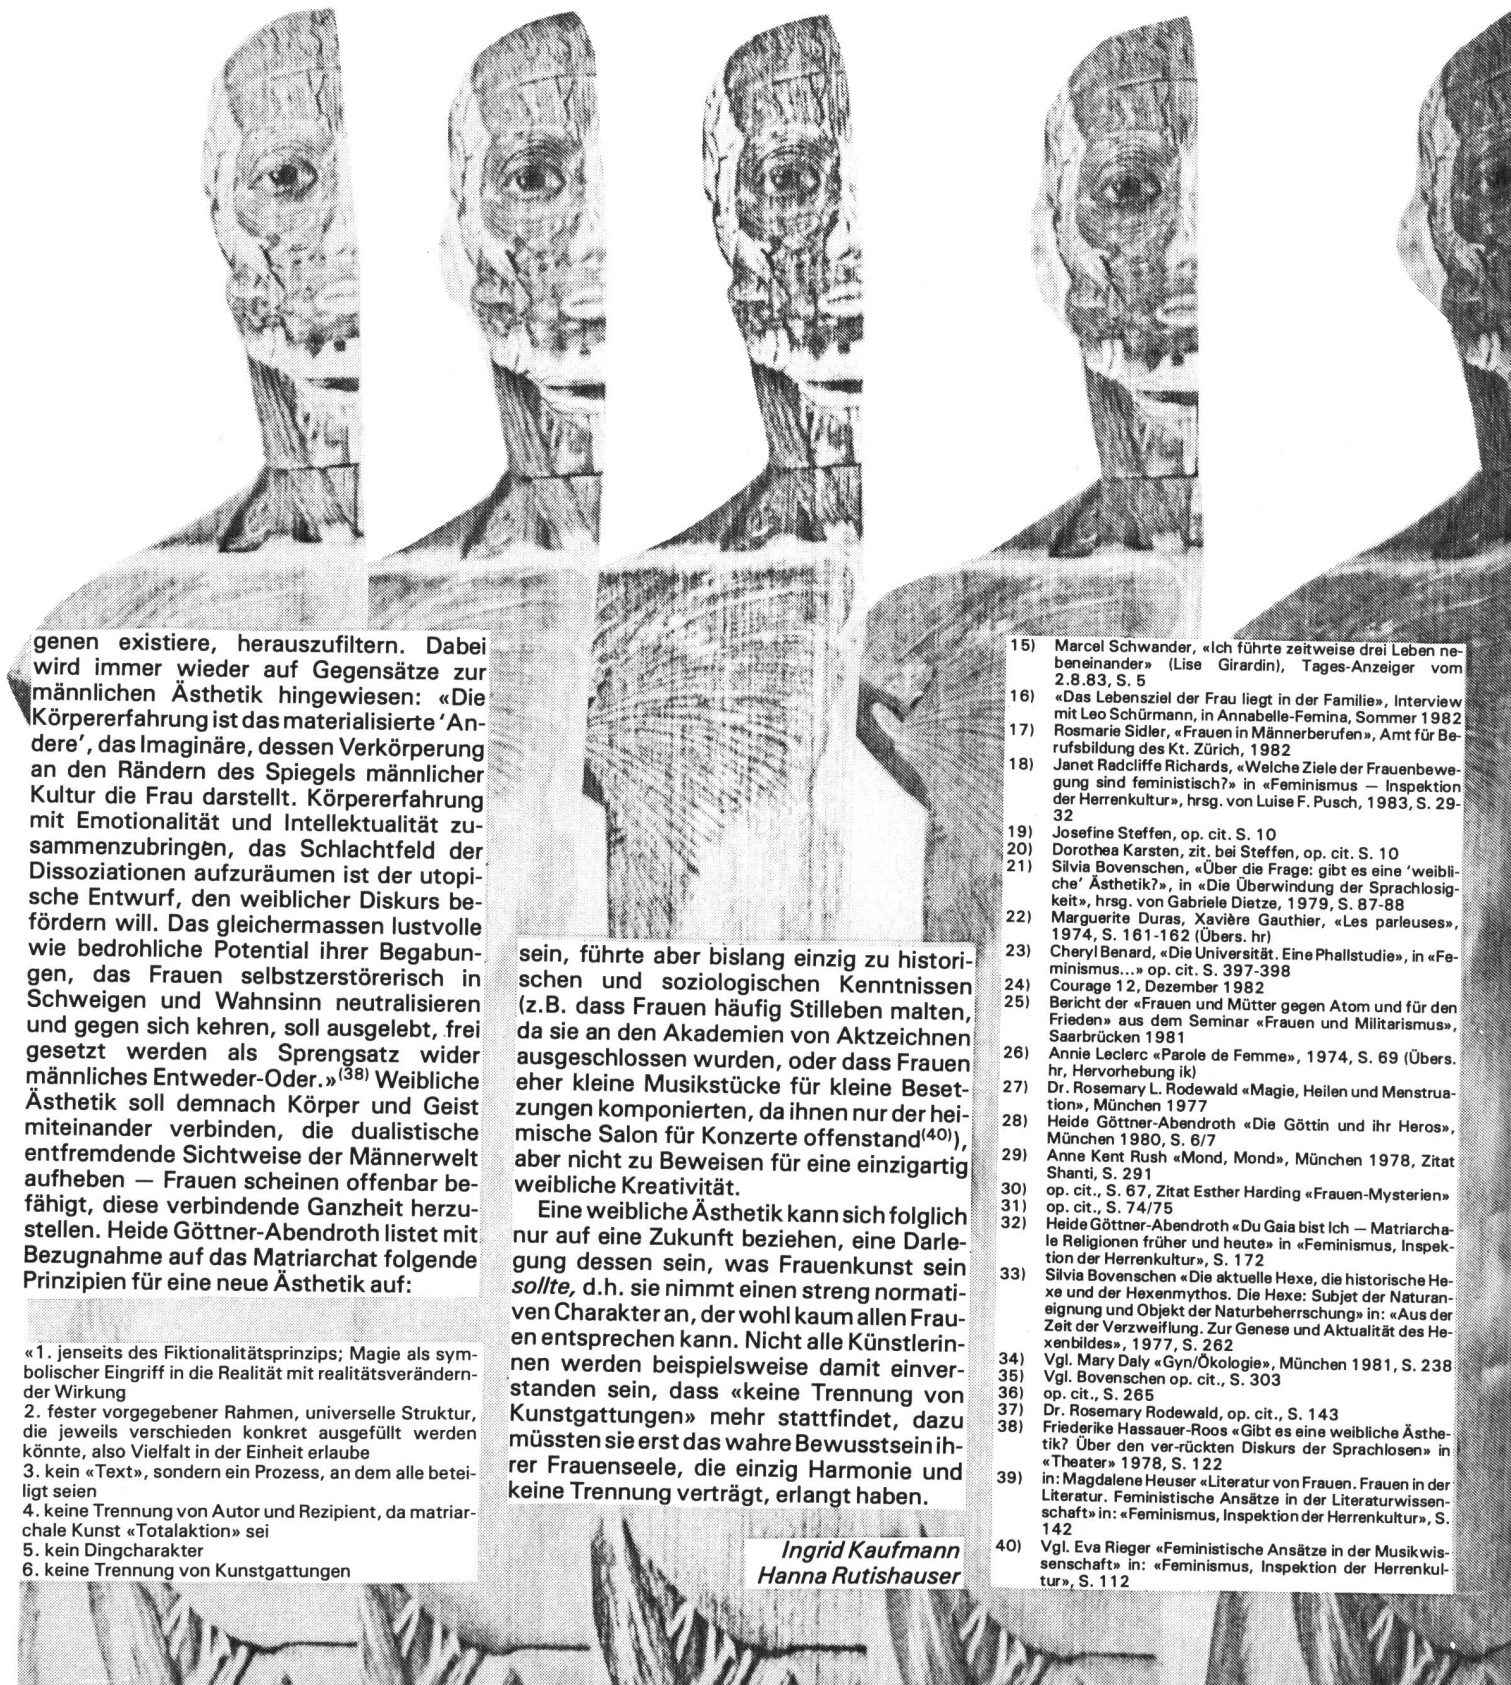 genen existiere, herauszufiltern. Dabei
wird immer wieder auf Gegensätze zur
männlichen Ästhetik hingewiesen: «Die
Körpererfahrung ist das materialisierte 'An-
dere', das Imaginäre, dessen Verkörperung
an den Rändern des Spiegels männlicher
Kultur die Frau darstellt. Körpererfahrung
mit Emotionalität und Intellektualität zu-
sammenzubringen, das Schlachtfeld der
Dissoziationen aufzuräumen ist der utopi-
sche Entwurf, den weiblicher Diskurs be-
fördern will. Das gleichermassen lustvolle
wie bedrohliche Potential ihrer Begabun-
gen, das Frauen selbstzerstörerisch in
Schweigen und Wahnsinn neutralisieren
und gegen sich kehren, soll ausgelebt, frei
gesetzt werden als Sprengsatz wider
männliches Entweder-Oder.»(38) Weibliche
Ästhetik soll demnach Körper und Geist
miteinander verbinden, die dualistische
entfremdende Sichtweise der Männerwelt
aufheben — Frauen scheinen offenbar be-
fähigt, diese verbindende Ganzheit herzu-
stellen. Heide Göttner-Abendroth listet mit
Bezugnahme auf das Matriarchat folgende
Prinzipien für eine neue Ästhetik auf:
«1. jenseits des Fiktionalitätsprinzips; Magie als sym-
bolischer Eingriff in die Realität mit realitätsverändern-
der Wirkung
2. fester vorgegebener Rahmen, universelle Struktur,
die jeweils verschieden konkret ausgefüllt werden
könnte, also Vielfalt in der Einheit erlaube
3. kein «Text», sondern ein Prozess, an dem alle betei-
ligt seien
4. keine Trennung von Autor und Rezipient, da matriar-
chale Kunst «Totalaktion» sei
5. kein Dingcharakter
6. keine Trennung von Kunstgattungen
sein, führte aber bislang einzig zu histori-
schen und soziologischen Kenntnissen
(z.B. dass Frauen häufig Stilleben malten,
da sie an den Akademien von Aktzeichnen
ausgeschlossen wurden, oder dass Frauen
eher kleine Musikstücke für kleine Beset-
zungen komponierten, da ihnen nur der hei-
mische Salon für Konzerte offenstand(40)),
aber nicht zu Beweisen für eine einzigartig
weibliche Kreativität.
Eine weibliche Ästhetik kann sich folglich
nur auf eine Zukunft beziehen, eine Darle-
gung dessen sein, was Frauenkunst sein
sollte, d.h. sie nimmt einen streng normati-
ven Charakter an, der wohl kaum allen Frau-
en entsprechen kann. Nicht alle Künstlerin-
nen werden beispielsweise damit einver-
standen sein, dass «keine Trennung von
Kunstgattungen» mehr stattfindet, dazu
müssten sie erst das wahre Bewusstsein ih-
rer Frauenseele, die einzig Harmonie und
keine Trennung verträgt, erlangt haben.
Ingrid Kaufmann
Hanna Rutishauser
15) Marcel Schwander, «Ich führte zeitweise drei Leben ne-
beneinander» (Lise Girardin), Tages-Anzeiger vom
2.8.83, S. 5
16) «Das Lebensziel der Frau liegt in der Familie», Interview
mit Leo Schürmann, in Annabelle-Femina, Sommer 1982
17) Rosmarie Sidler, «Frauen in Männerberufen», Amt für Be-
rufsbildung des Kt. Zürich, 1982
18) Janet Radcliffe Richards, «Welche Ziele der Frauenbewe-
gung sind feministisch?» in «Feminismus — Inspektion
der Herrenkultur», hrsg. von Luise F. Pusch, 1983, S. 29-
32
19) Josefine Steffen, op. cit. S. 10
20) Dorothea Karsten, zit. bei Steffen, op. cit. S. 10
21) Silvia Bovenschen, «Über die Frage: gibt es eine 'weibli-
che' Ästhetik?», in «Die Überwindung der Sprachlosig-
keit», hrsg. von Gabriele Dietze, 1979, S. 87-88
22) Marguerite Duras, Xavière Gauthier, «Les parleuses»,
1974, S. 161-162 (Übers. hr)
23) Cheryl Benard, «Die Universität. Eine Phallstudie», in «Fe-
minismus...» op. cit. S. 397-398
24) Courage 12, Dezember 1982
25) Bericht der «Frauen und Mütter gegen Atom und für den
Frieden» aus dem Seminar «Frauen und Militarismus»,
Saarbrücken 1981
26) Annie Leclerc «Parole de Femme», 1974, S. 69 (Übers.
hr, Hervorhebung ik)
27) Dr. Rosemary L. Rodewald «Magie, Heilen und Menstrua-
tion», München 1977
28) Heide Göttner-Abendroth «Die Göttin und ihr Heros»,
München 1980, S. 6/7
29) Anne Kent Rush «Mond, Mond», München 1978, Zitat
Shanti, S. 291
30) op. cit., S. 67, Zitat Esther Harding «Frauen-Mysterien»
31) op. cit., S. 74/75
32) Heide Göttner-Abendroth «Du Gaia bist Ich — Matriarcha-
le Religionen früher und heute» in «Feminismus, Inspek-
tion der Herrenkultur», S. 172
33) Silvia Bovenschen «Die aktuelle Hexe, die historische He-
xe und der Hexenmythos. Die Hexe: Subjet der Naturan-
eignung und Objekt der Naturbeherrschung» in: «Aus der
Zeit der Verzweiflung. Zur Genese und Aktualität des He-
xenbildes», 1977, S. 262
34) Vgl. Mary Daly «Gyn/Ökologie», München 1981, S. 238
35) Vgl. Bovenschen op. cit., S. 303
36) op. cit., S. 265
37) Dr. Rosemary Rodewald, op. cit., S. 143
38) Friederike Hassauer-Roos «Gibt es eine weibliche Ästhe-
tik? Über den ver-rückten Diskurs der Sprachlosen» in
«Theater» 1978, S. 122
39) in: Magdalene Heuser «Literatur von Frauen. Frauen in der
Literatur. Feministische Ansätze in der Literaturwissen-
schaft» in: «Feminismus, Inspektion der Herrenkultur», S.
142
40) Vgl. Eva Rieger «Feministische Ansätze in der Musikwis-
senschaft» in: «Feminismus, Inspektion der Herrenkul-
tur», S. 112